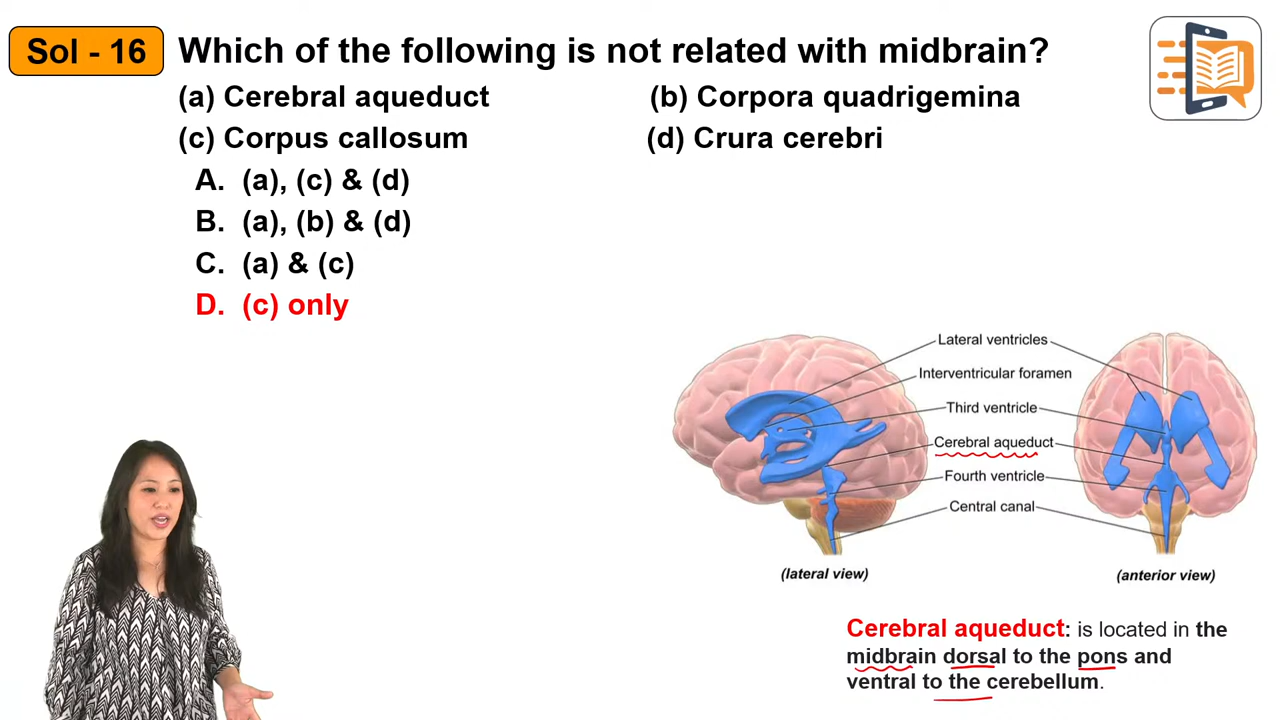 Sol - 16
Which of the following is not related with midbrain?
(a) Cerebral aqueduct (b) Corpora quadrigemina
(c) Corpus callosum (d) Crura cerebri
A. (a), (c) & (d)
B. (a), (b) & (d)
C. (a) & (c)
D. (c) only
Lateral ventricles
Interventricular foramen
Third ventricle
Cerebral aqueduct
Fourth ventricle
Central canal
(lateral view) (anterior view)
Cerebral aqueduct: is located in the
midbrain dorsal to the pons and
ventral to the cerebellum.